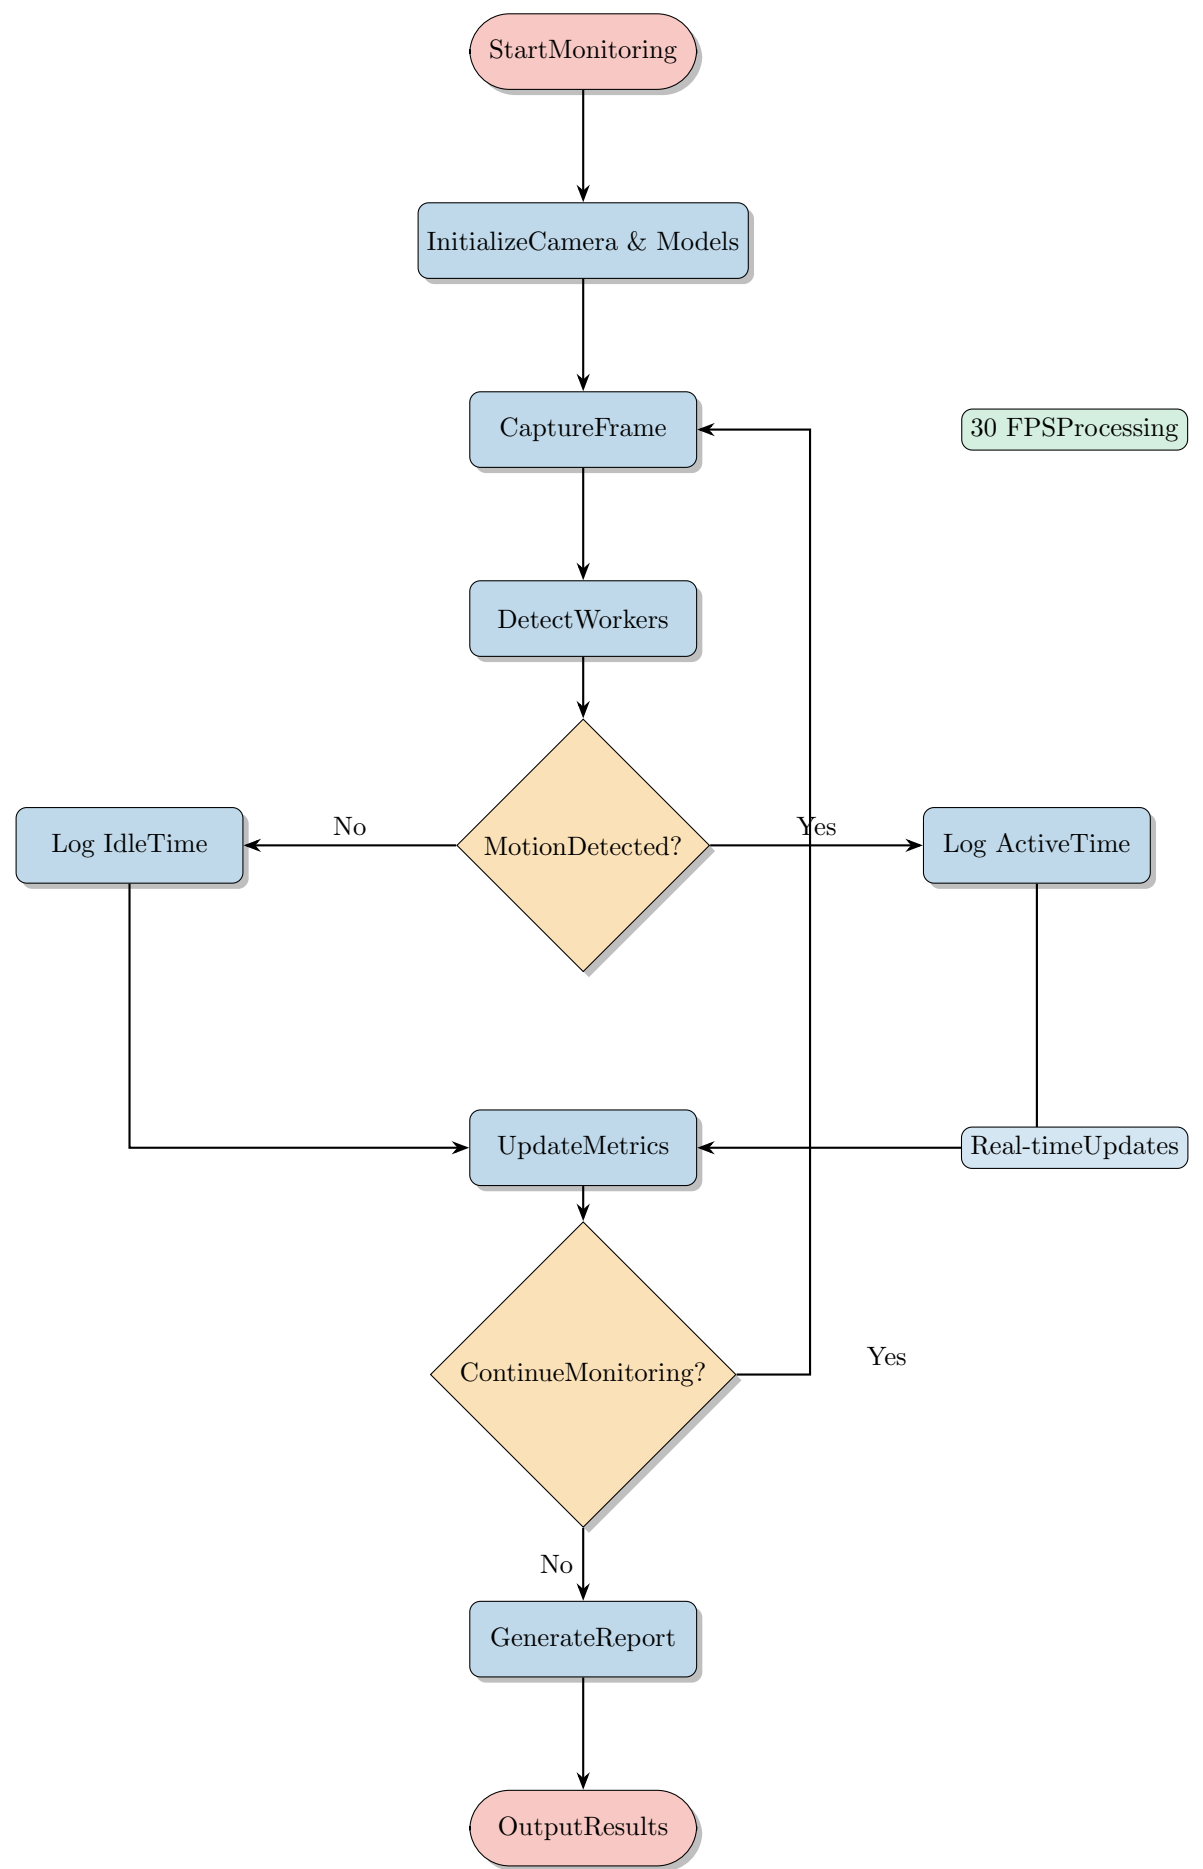 StartMonitoring
InitializeCamera & Models
CaptureFrame
30 FPSProcessing
DetectWorkers
No
Yes
Log IdleTime
MotionDetected?
Log ActiveTime
UpdateMetrics
Real-timeUpdates
Yes
ContinueMonitoring?
No
GenerateReport
OutputResults